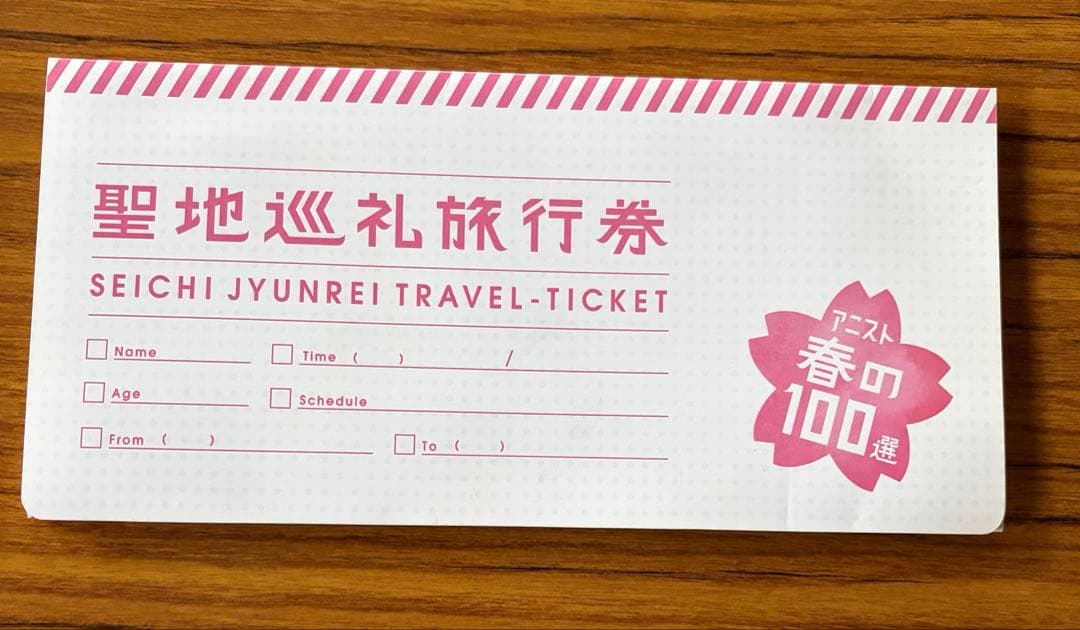 聖地巡礼旅行券
SEICHI JYUNREI TRAVEL-TICKET
Name
Time ( ) /
Age
Schedule
From ( )
To ( )
アニスト
春の
100選